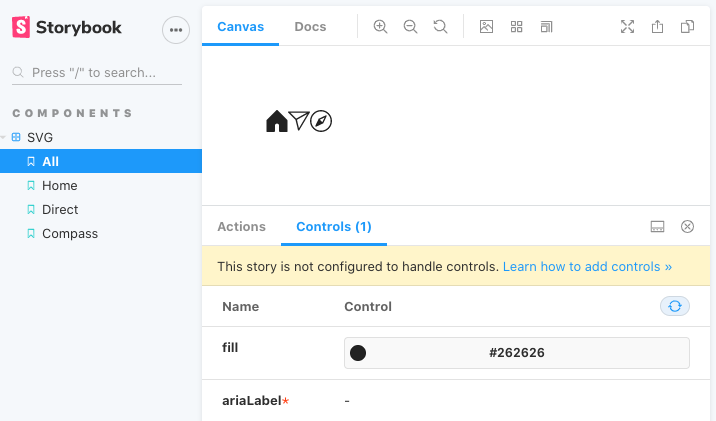 Storybook
Press "/" to search...
COMPONENTS
SVG
All
Home
Direct
Compass
Canvas
Docs
Actions
Controls (1)
This story is not configured to handle controls. Learn how to add controls »
Name Control
fill #262626
ariaLabel* -